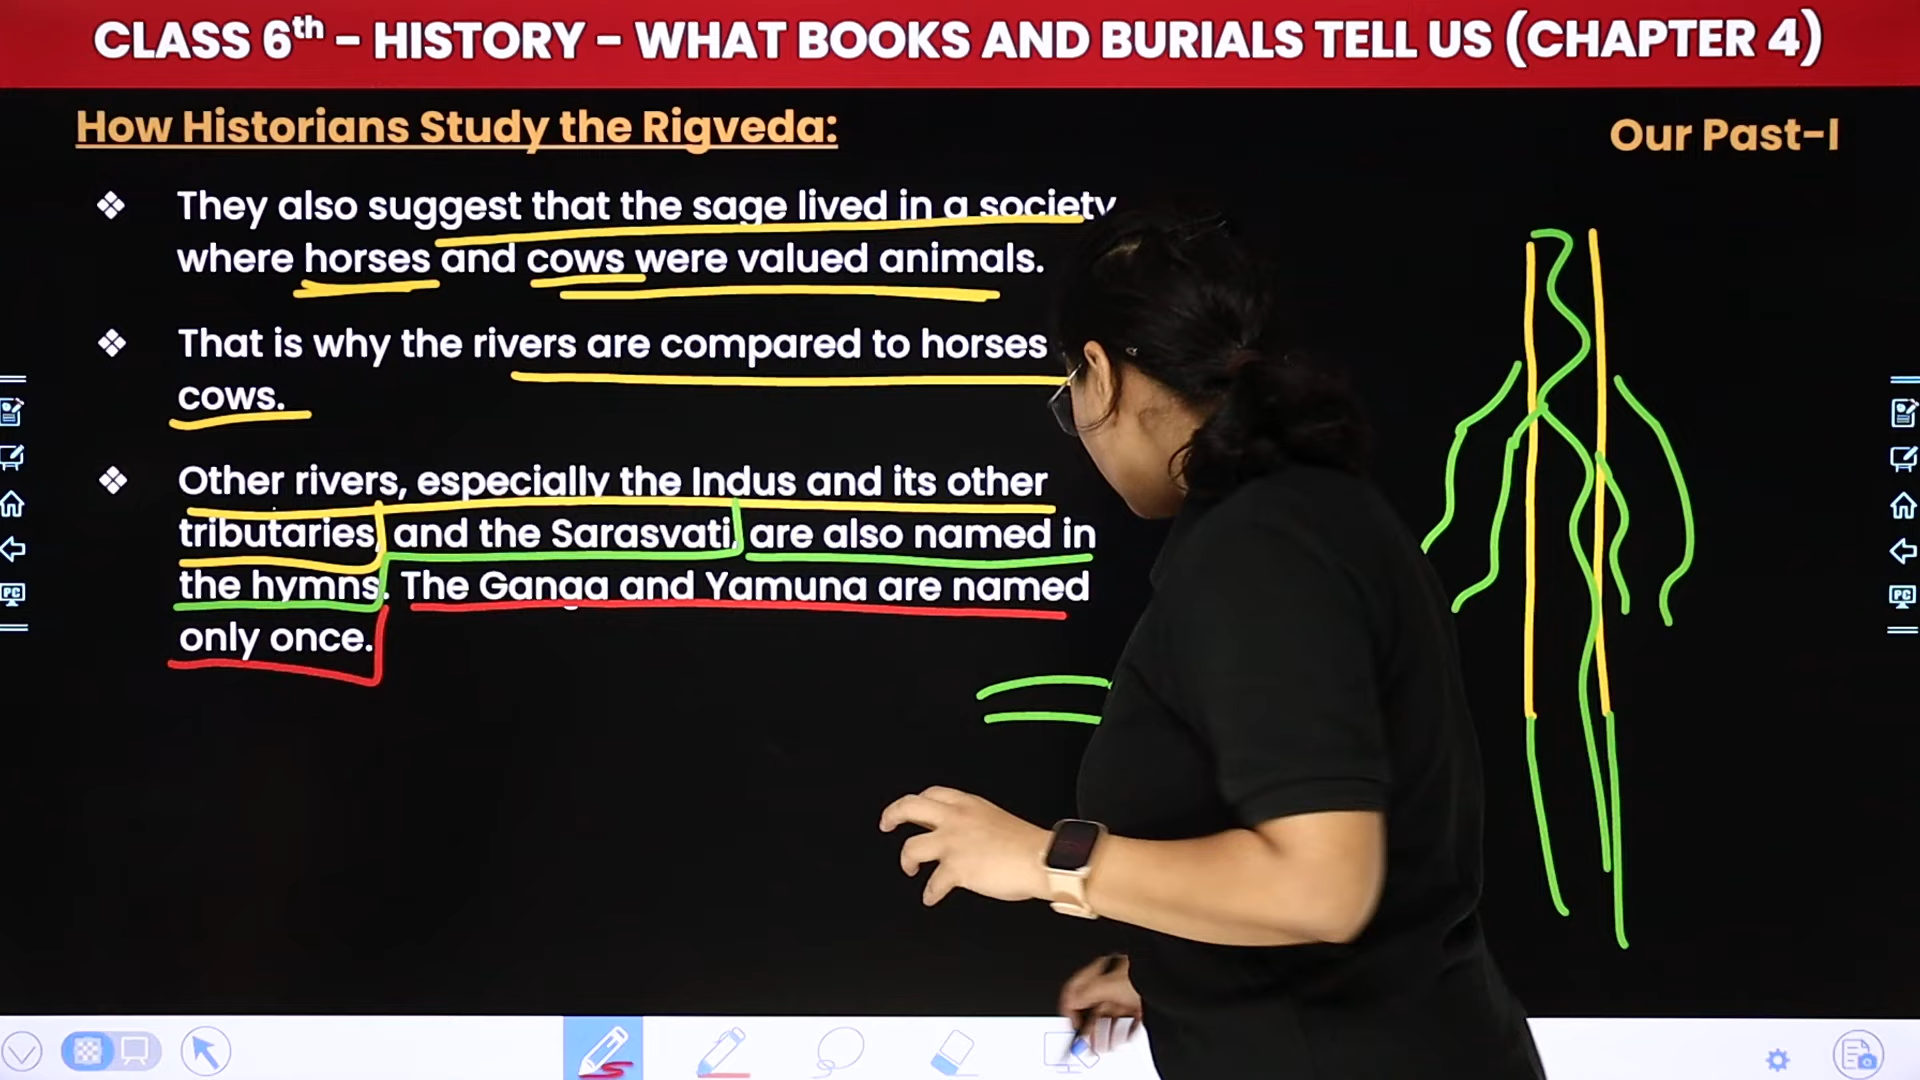 CLASS 6th - HISTORY - WHAT BOOKS AND BURIALS TELL US (CHAPTER 4)
How Historians Study the Rigveda:
Our Past-I
❖ They also suggest that the sage lived in a society
where horses and cows were valued animals.
❖ That is why the rivers are compared to horses
cows.
❖ Other rivers, especially the Indus and its other
tributaries, and the Sarasvati, are also named in
the hymns. The Ganga and Yamuna are named
only once.
PC
PC